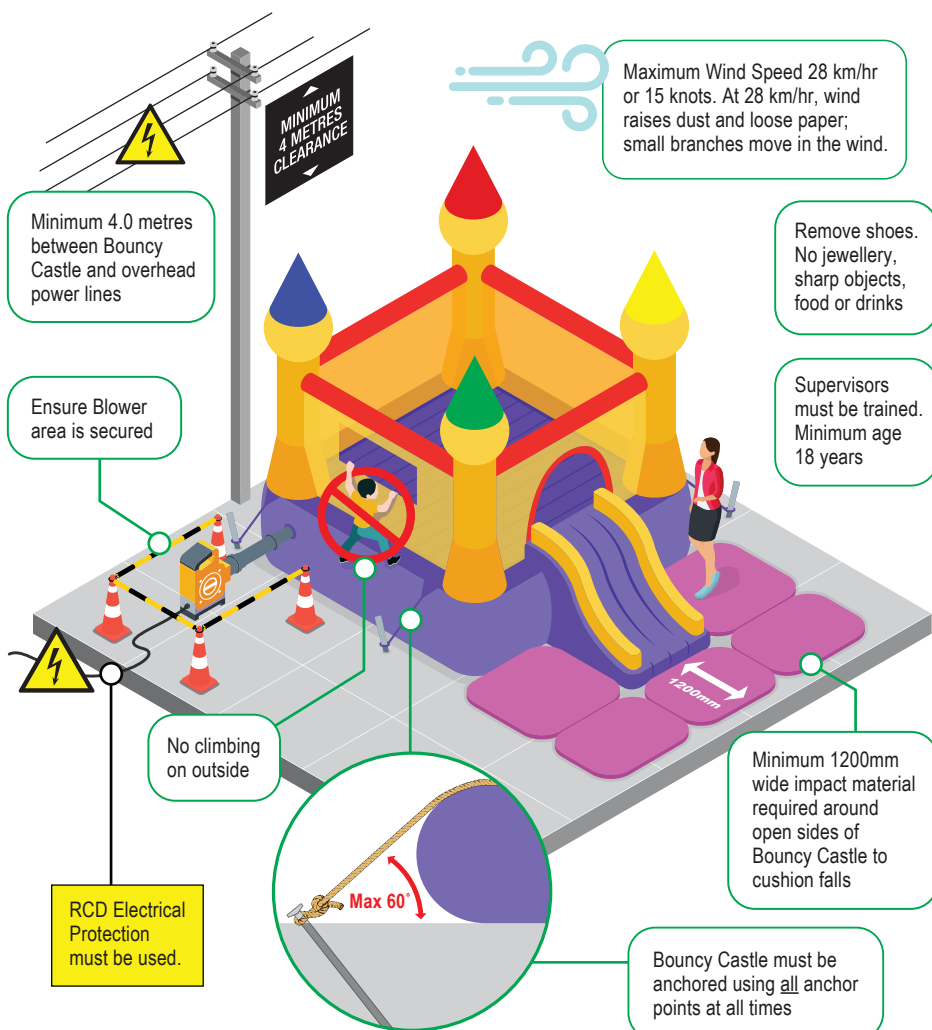 MINIMUM
4 METRES
CLEARANCE
Maximum Wind Speed 28 km/hr
or 15 knots. At 28 km/hr, wind
raises dust and loose paper;
small branches move in the wind.
Minimum 4.0 metres
between Bouncy
Castle and overhead
power lines
Remove shoes.
No jewellery,
sharp objects,
food or drinks
Ensure Blower
area is secured
Supervisors
must be trained.
Minimum age
18 years
1200mm
No climbing
on outside
Minimum 1200mm
wide impact material
required around
open sides of
Bouncy Castle to
cushion falls
Max 60°
RCD Electrical
Protection
must be used.
Bouncy Castle must be
anchored using all anchor
points at all times